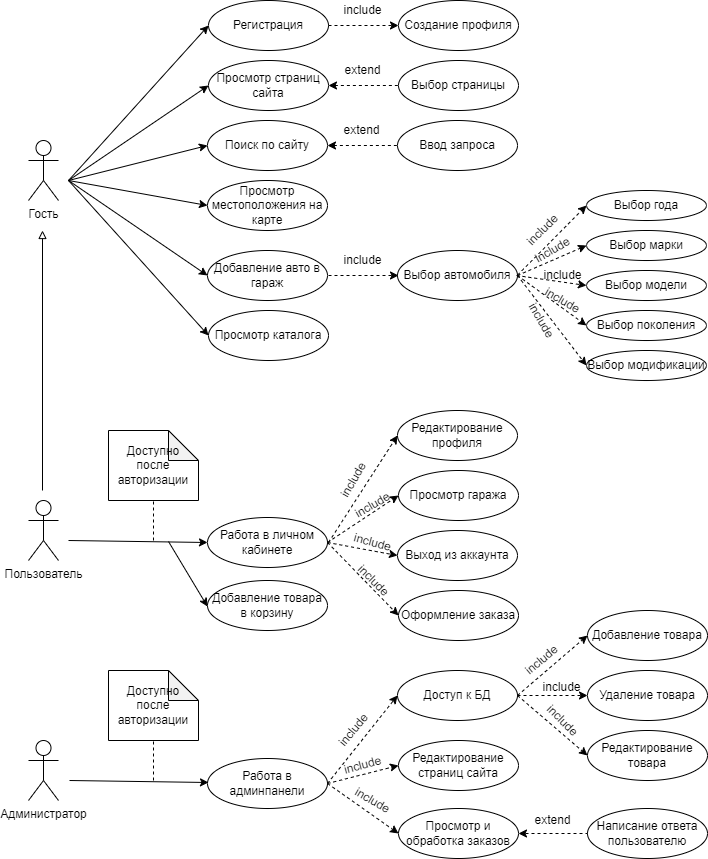 Регистрация
include
Создание профиля
Просмотр страниц
сайта
extend
Выбор страницы
Поиск по сайту
extend
Ввод запроса
Гость
Просмотр
местоположения на
карте
Добавление авто в
гараж
include
Выбор автомобиля
include
Выбор года
include
Выбор марки
include
Выбор модели
include
Выбор поколения
include
Выбор модификации
Просмотр каталога
Доступно
после
авторизации
Пользователь
Работа в личном
кабинете
include
Редактирование
профиля
include
Просмотр гаража
include
Выход из аккаунта
include
Оформление заказа
Добавление товара
в корзину
Доступно
после
авторизации
Администратор
Работа в
админпанели
include
Доступ к БД
include
Добавление товара
include
Удаление товара
include
Редактирование
товара
include
Редактирование
страниц сайта
include
Просмотр и
обработка заказов
extend
Написание ответа
пользователю